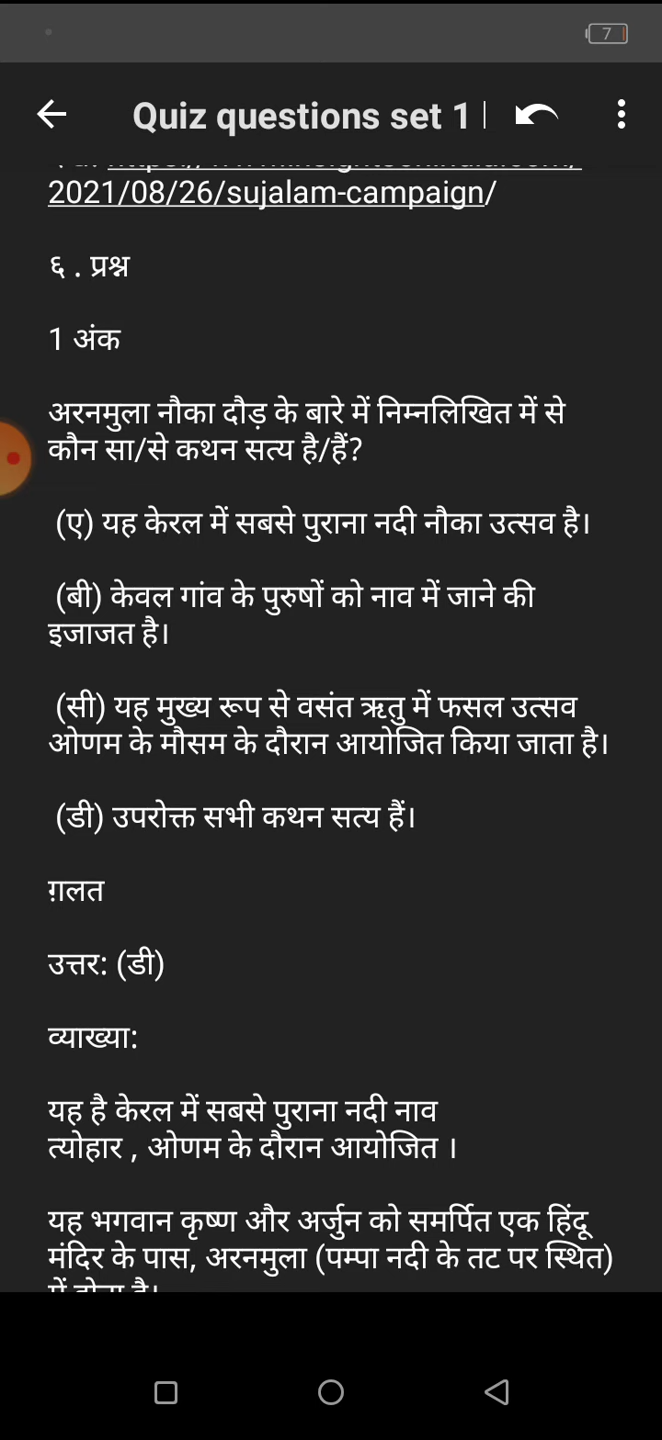 7
Quiz questions set 1
2021/08/26/sujalam-campaign/
६ . प्रश्न
1 अंक
अरनमुला नौका दौड़ के बारे में निम्नलिखित में से
कौन सा/से कथन सत्य है/हैं?
(ए) यह केरल में सबसे पुराना नदी नौका उत्सव है।
(बी) केवल गांव के पुरुषों को नाव में जाने की
इजाजत है।
(सी) यह मुख्य रूप से वसंत ऋतु में फसल उत्सव
ओणम के मौसम के दौरान आयोजित किया जाता है।
(डी) उपरोक्त सभी कथन सत्य हैं।
ग़लत
उत्तर: (डी)
व्याख्या:
यह है केरल में सबसे पुराना नदी नाव
त्योहार , ओणम के दौरान आयोजित ।
यह भगवान कृष्ण और अर्जुन को समर्पित एक हिंदू
मंदिर के पास, अरनमुला (पम्पा नदी के तट पर स्थित)